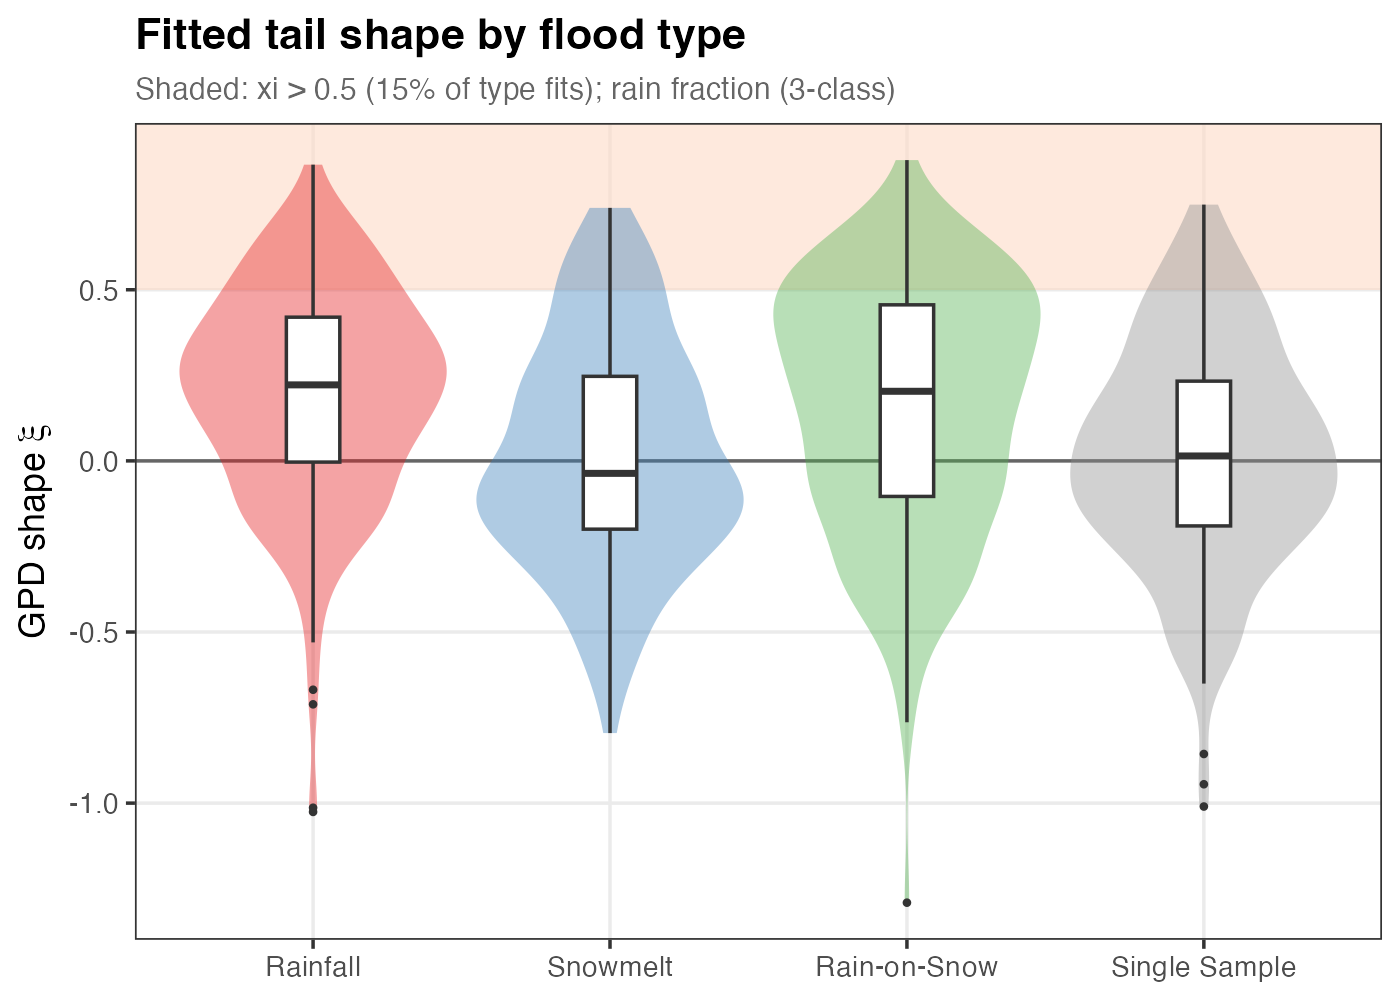 Fitted tail shape by flood type
Shaded: xi > 0.5 (15% of type fits); rain fraction (3-class)
GPD shape ξ
0.5
0.0
-0.5
-1.0
Rainfall
Snowmelt
Rain-on-Snow
Single Sample